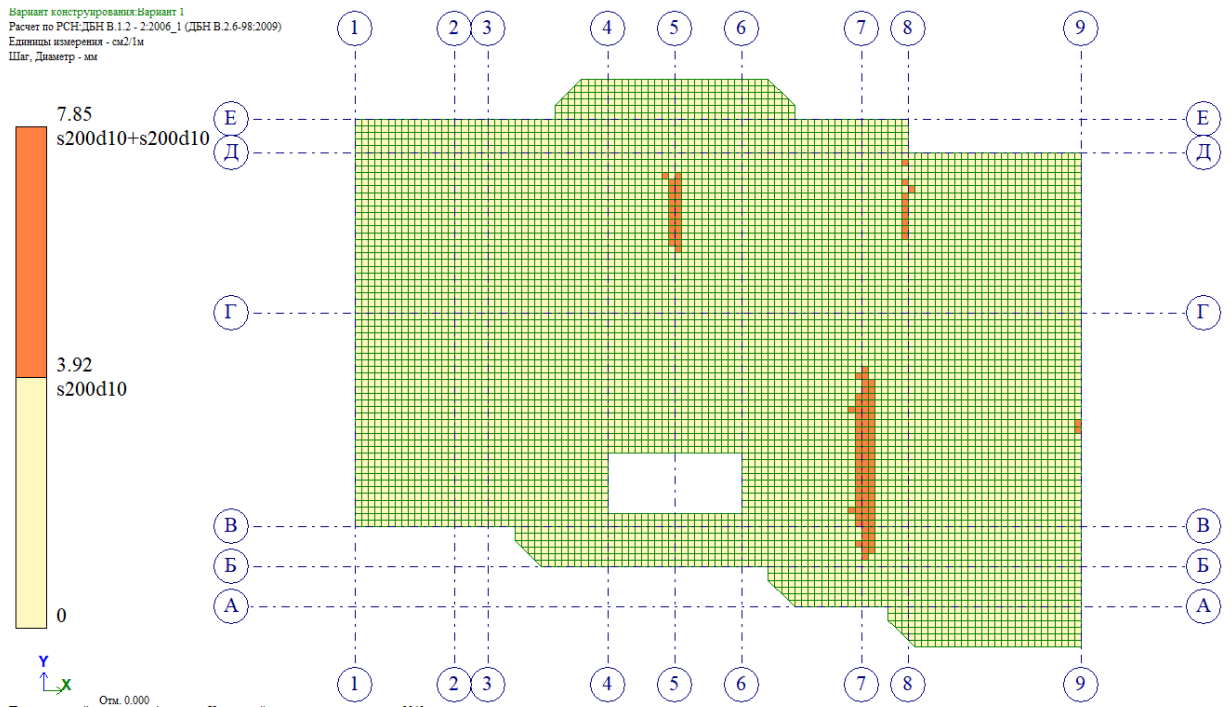 Вариант конструирования:Вариант 1
Расчет по РСН:ДБН В.1.2 - 2:2006_1 (ДБН В.2.6-98:2009)
Единицы измерения - см2/1м
Шаг, Диаметр - мм
1 2 3 4 5 6 7 8 9
7.85
s200d10+s200d10
Е Е
Д Д
Г Г
3.92
s200d10
В В
Б Б
А А
0
Y
X
1 2 3 4 5 6 7 8 9
Отм. 0.000